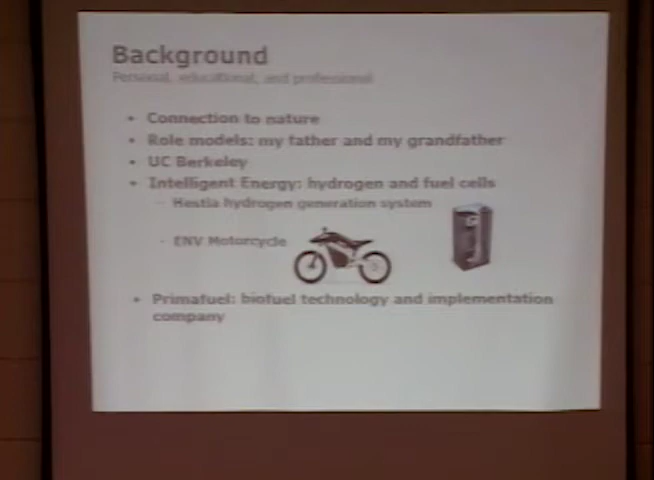 Background
Personal, educational, and professional
• Connection to nature
• Role models: my father and my grandfather
• UC Berkeley
• Intelligent Energy: hydrogen and fuel cells
- Hestia hydrogen generation system
- ENV Motorcycle
• Primafuel: biofuel technology and implementation
company